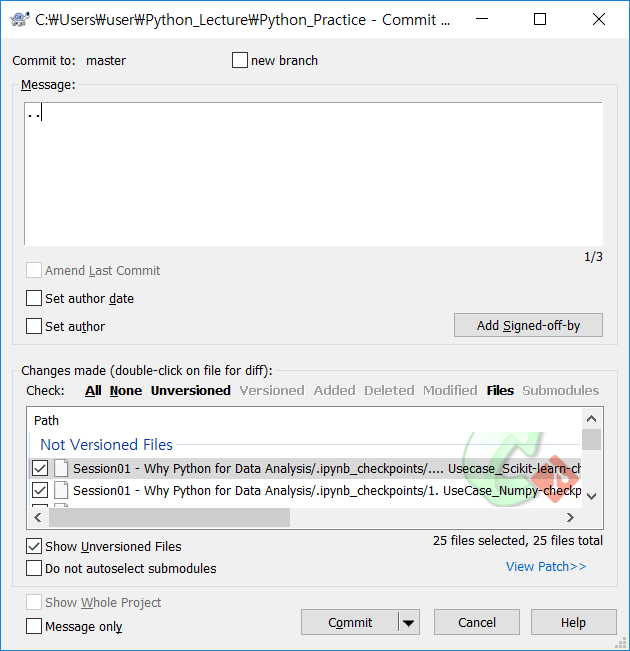 C:₩Users₩user₩Python_Lecture₩Python_Practice - Commit ...
Commit to: master new branch
Message:
..
1/3
Amend Last Commit
Set author date
Set author
Add Signed-off-by
Changes made (double-click on file for diff):
Check: All None Unversioned Versioned Added Deleted Modified Files Submodules
Path
Not Versioned Files
Session01 - Why Python for Data Analysis/.ipynb_checkpoints/.... Usecase_Scikit-learn-ch
Session01 - Why Python for Data Analysis/.ipynb_checkpoints/1. UseCase_Numpy-checkp
Show Unversioned Files
25 files selected, 25 files total
Do not autoselect submodules
View Patch>>
Show Whole Project
Message only
Commit
Cancel
Help